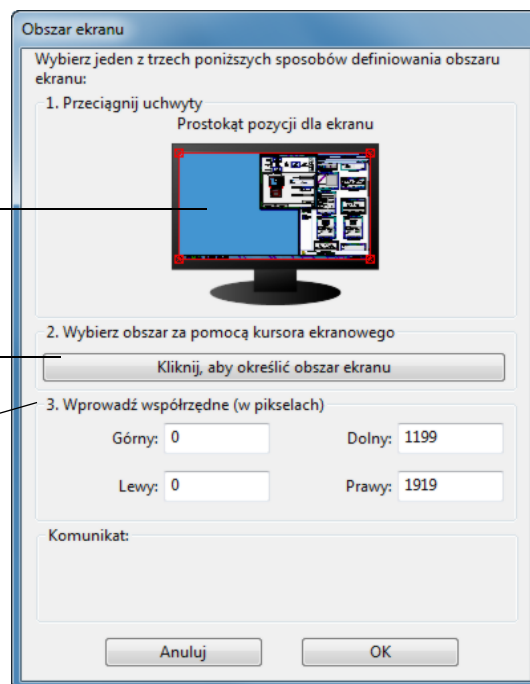 Obszar ekranu
Wybierz jeden z trzech poniższych sposobów definiowania obszaru
ekranu:
1. Przeciągnij uchwyty
Prostokąt pozycji dla ekranu
2. Wybierz obszar za pomocą kursora ekranowego
Kliknij, aby określić obszar ekranu
3. Wprowadź współrzędne (w pikselach)
Górny: 0 Dolny: 1199
Lewy: 0 Prawy: 1919
Komunikat:
Anuluj OK